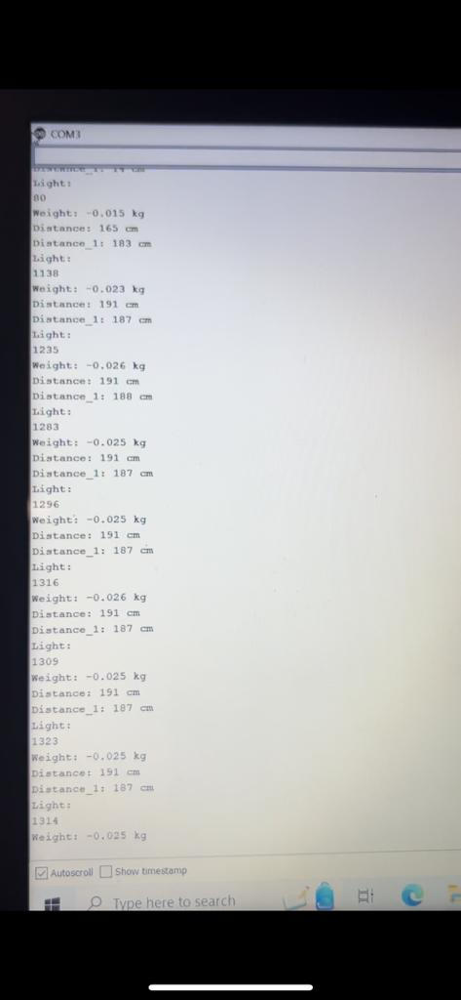 COM3
Light:
80
Weight: -0.015 kg
Distance: 165 cm
Distance_1: 183 cm
Light:
1138
Weight: -0.023 kg
Distance: 191 cm
Distance_1: 187 cm
Light:
1235
Weight: -0.026 kg
Distance: 191 cm
Distance_1: 188 cm
Light:
1283
Weight: -0.025 kg
Distance: 191 cm
Distance_1: 187 cm
Light:
1296
Weight: -0.025 kg
Distance: 191 cm
Distance_1: 187 cm
Light:
1316
Weight: -0.026 kg
Distance: 191 cm
Distance_1: 187 cm
Light:
1309
Weight: -0.025 kg
Distance: 191 cm
Distance_1: 187 cm
Light:
1323
Weight: -0.025 kg
Distance: 191 cm
Distance_1: 187 cm
Light:
1314
Weight: -0.025 kg
Autoscroll Show timestamp
Type here to search